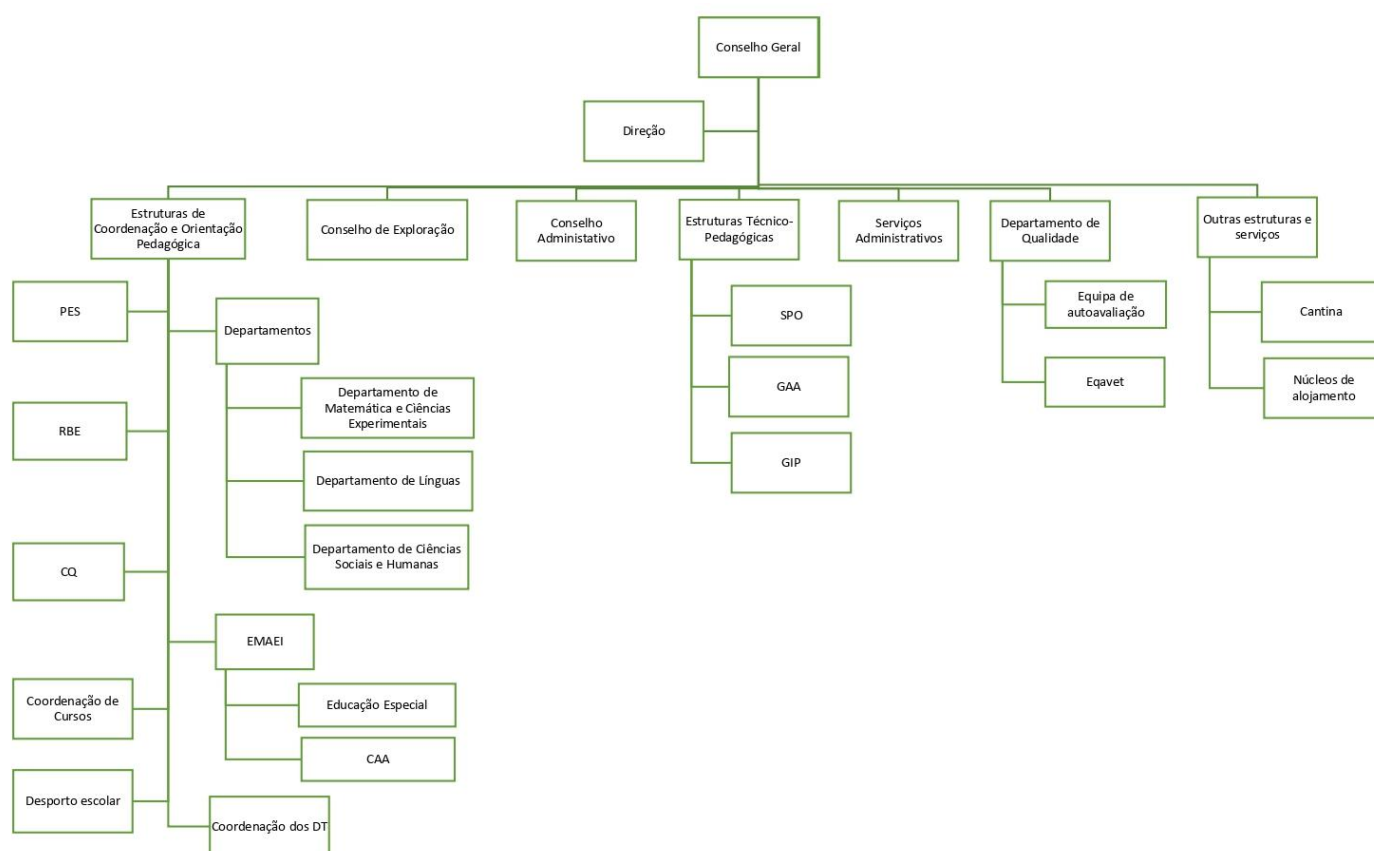 Conselho Geral
Direção
Estruturas de
Coordenação e Orientação
Pedagógica
Conselho de Exploração
Conselho
Administativo
Estruturas Técnico-
Pedagógicas
Serviços
Administrativos
Departamento de
Qualidade
Outras estruturas e
serviços
PES
RBE
CQ
Coordenação de
Cursos
Desporto escolar
Departamentos
Departamento de
Matemática e Ciências
Experimentais
Departamento de Línguas
Departamento de Ciências
Sociais e Humanas
EMAEI
Educação Especial
CAA
Coordenação dos DT
SPO
GAA
GIP
Equipa de
autoavaliação
Eqavet
Cantina
Núcleos de
alojamento